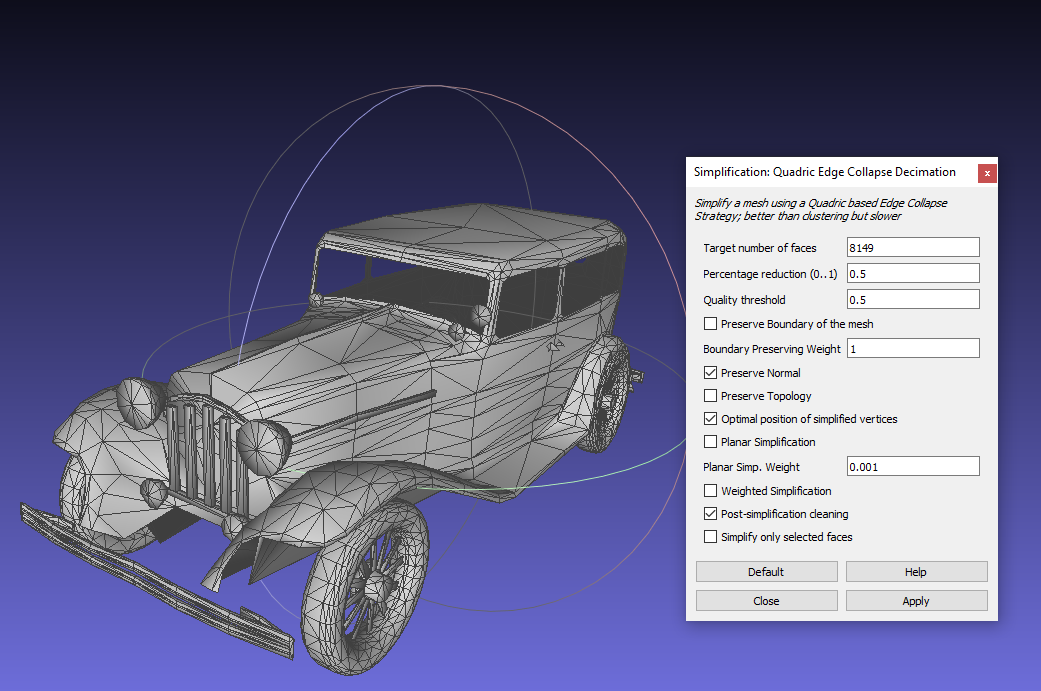 Simplification: Quadric Edge Collapse Decimation
x
Simplify a mesh using a Quadric based Edge Collapse
Strategy; better than clustering but slower
Target number of faces 8149
Percentage reduction (0..1) 0.5
Quality threshold 0.5
Preserve Boundary of the mesh
Boundary Preserving Weight 1
Preserve Normal
Preserve Topology
Optimal position of simplified vertices
Planar Simplification
Planar Simp. Weight 0.001
Weighted Simplification
Post-simplification cleaning
Simplify only selected faces
Default Help
Close Apply